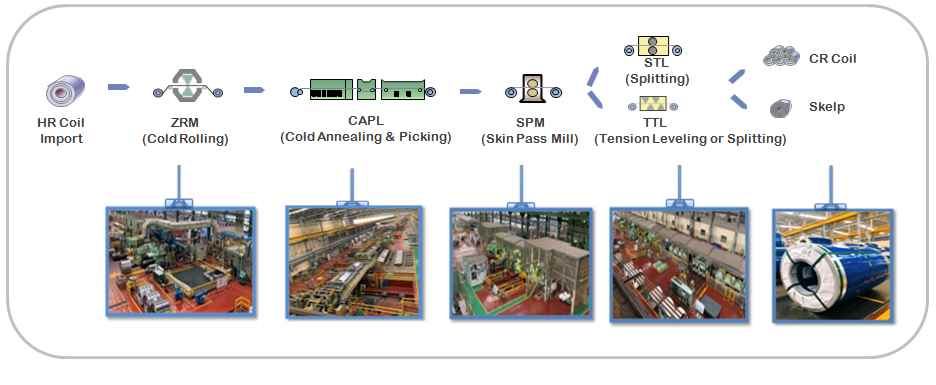 HR Coil
Import
ZRM
(Cold Rolling)
CAPL
(Cold Annealing & Picking)
SPM
(Skin Pass Mill)
STL
(Splitting)
TTL
(Tension Leveling or Splitting)
CR Coil
Skelp